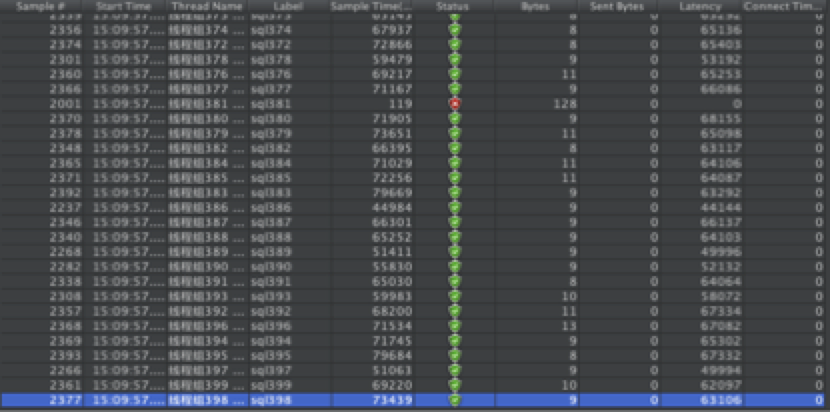 Sample # Start Time Thread Name Label Sample Time(... Status Bytes Sent Bytes Latency Connect Tim...
2356 15:09:57.... 线程组374 ... sql374 67937 8 0 65136 0
2374 15:09:57.... 线程组372 ... sql372 72866 8 0 65403 0
2301 15:09:57.... 线程组378 ... sql378 59479 9 0 53192 0
2360 15:09:57.... 线程组376 ... sql376 69217 11 0 65253 0
2366 15:09:57.... 线程组377 ... sql377 71167 9 0 66086 0
2001 15:09:57.... 线程组381 ... sql381 119 128 0 0 0
2370 15:09:57.... 线程组380 ... sql380 71905 9 0 68155 0
2378 15:09:57.... 线程组379 ... sql379 73651 11 0 65098 0
2348 15:09:57.... 线程组382 ... sql382 66395 8 0 63117 0
2365 15:09:57.... 线程组384 ... sql384 71029 11 0 64106 0
2371 15:09:57.... 线程组385 ... sql385 72256 11 0 64087 0
2392 15:09:57.... 线程组383 ... sql383 79669 9 0 63292 0
2237 15:09:57.... 线程组386 ... sql386 44984 9 0 44144 0
2346 15:09:57.... 线程组387 ... sql387 66301 9 0 66137 0
2340 15:09:57.... 线程组388 ... sql388 65252 9 0 64103 0
2268 15:09:57.... 线程组389 ... sql389 51411 9 0 49996 0
2282 15:09:57.... 线程组390 ... sql390 55830 9 0 52132 0
2338 15:09:57.... 线程组391 ... sql391 65030 8 0 64064 0
2308 15:09:57.... 线程组393 ... sql393 59983 10 0 58072 0
2357 15:09:57.... 线程组392 ... sql392 68200 11 0 67334 0
2368 15:09:57.... 线程组396 ... sql396 71534 13 0 67082 0
2369 15:09:57.... 线程组394 ... sql394 71745 9 0 65302 0
2393 15:09:57.... 线程组395 ... sql395 79684 8 0 67332 0
2266 15:09:57.... 线程组397 ... sql397 51063 9 0 49994 0
2361 15:09:57.... 线程组399 ... sql399 69220 10 0 62097 0
2377 15:09:57.... 线程组398 ... sql398 73439 9 0 63106 0